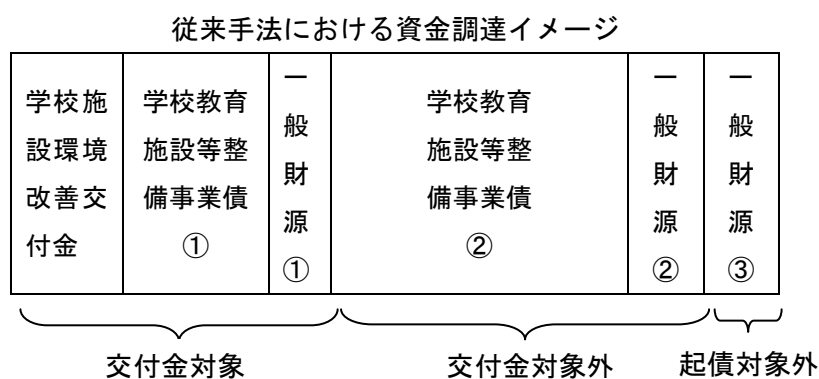 従来手法における資金調達イメージ
学校施
設環境
改善交
付金
学校教育
施設等整
備事業債
①
一
般
財
源
①
学校教育
施設等整
備事業債
②
一
般
財
源
②
一
般
財
源
③
交付金対象
交付金対象外
起債対象外